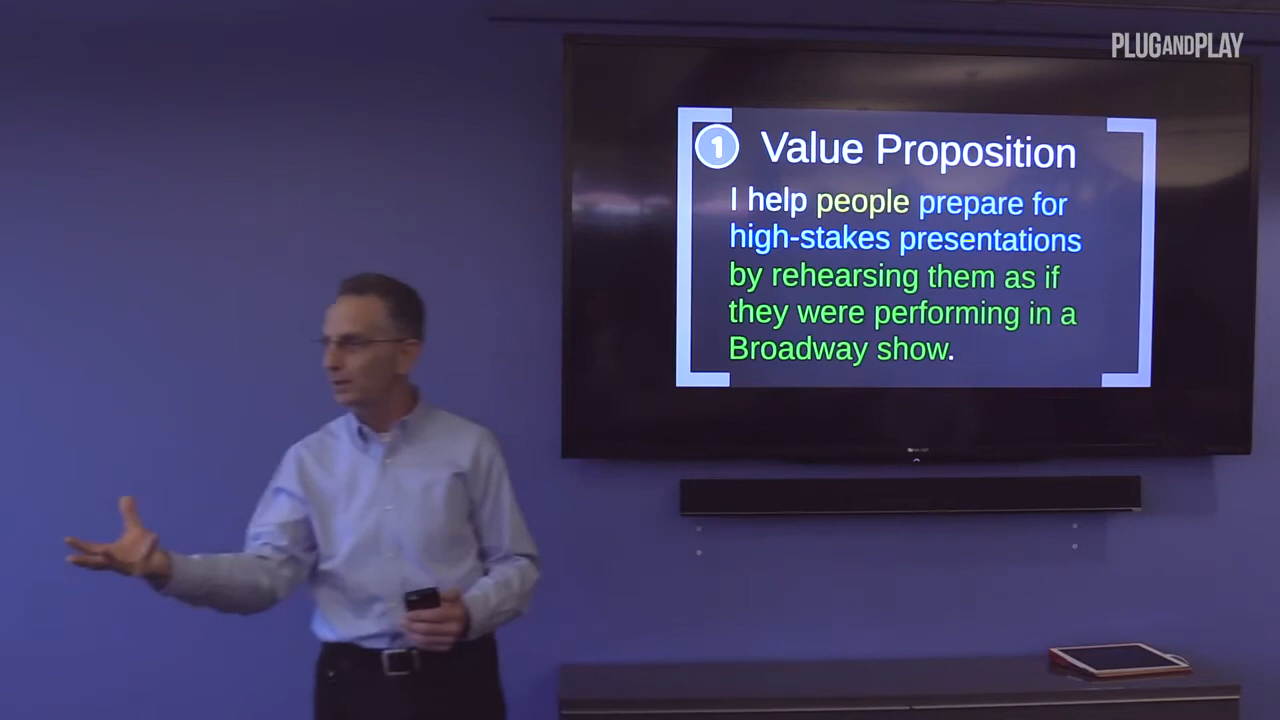 PLUGANDPLAY
1 Value Proposition
I help people prepare for
high-stakes presentations
by rehearsing them as if
they were performing in a
Broadway show.